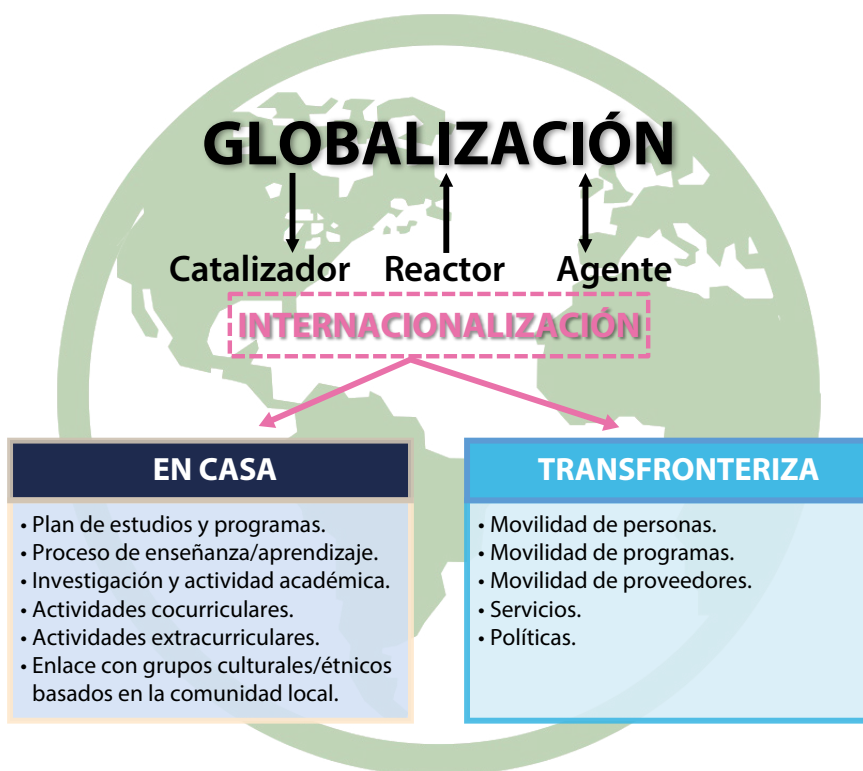 GLOBALIZACIÓN
Catalizador Reactor Agente
INTERNACIONALIZACIÓN
EN CASA
• Plan de estudios y programas.
• Proceso de enseñanza/aprendizaje.
• Investigación y actividad académica.
• Actividades cocurriculares.
• Actividades extracurriculares.
• Enlace con grupos culturales/étnicos
basados en la comunidad local.
TRANSFRONTERIZA
• Movilidad de personas.
• Movilidad de programas.
• Movilidad de proveedores.
• Servicios.
• Políticas.